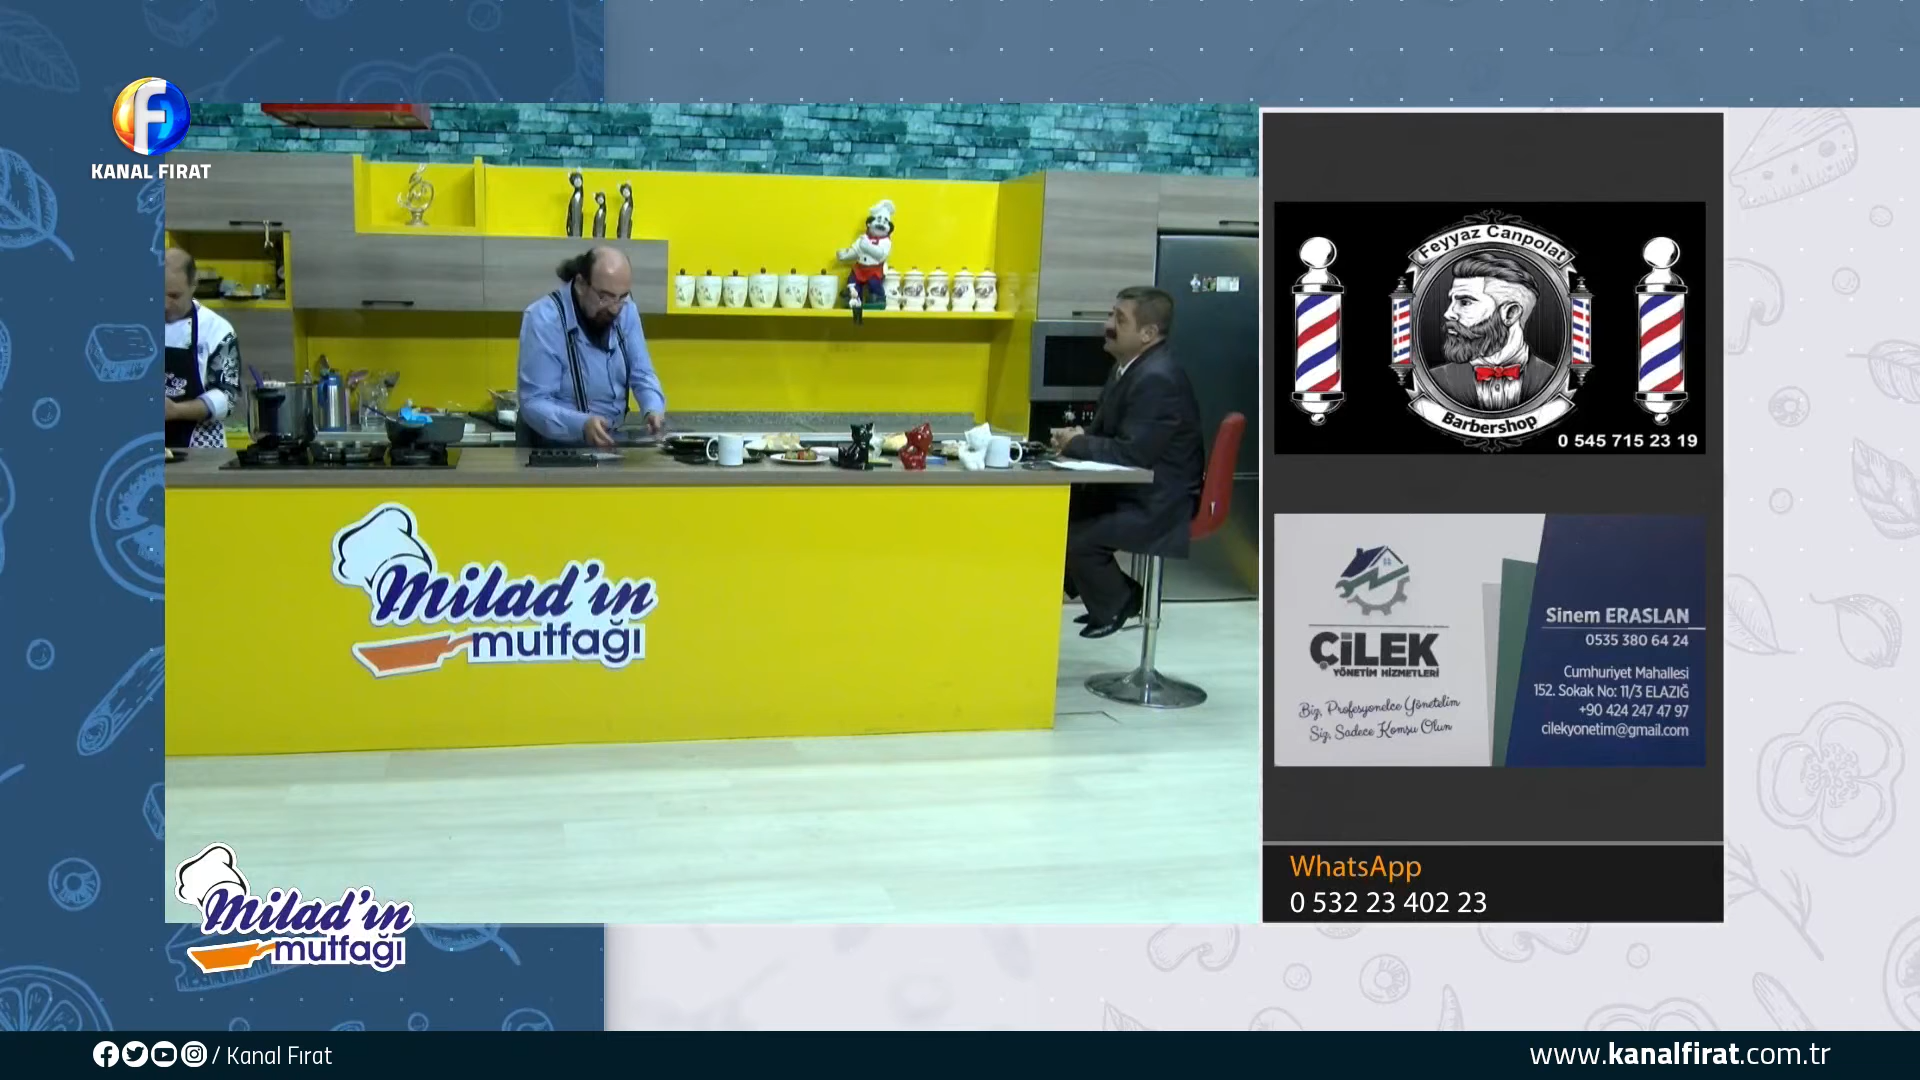 KANAL FIRAT
Milad'ın
mutfağı
Milad'ın
mutfağı
Feyyaz Canpolat
Barbershop
0 545 715 23 19
ÇİLEK
YÖNETİM HİZMETLERİ
Biz, Profesyonelce Yönetelim
Siz, Sadece Komşu Olun
Sinem ERASLAN
0535 380 64 24
Cumhuriyet Mahallesi
152. Sokak No: 11/3 ELAZIĞ
+90 424 247 47 97
cilekyonetim@gmail.com
WhatsApp
0 532 23 402 23
/ Kanal Fırat
www.kanalfirat.com.tr